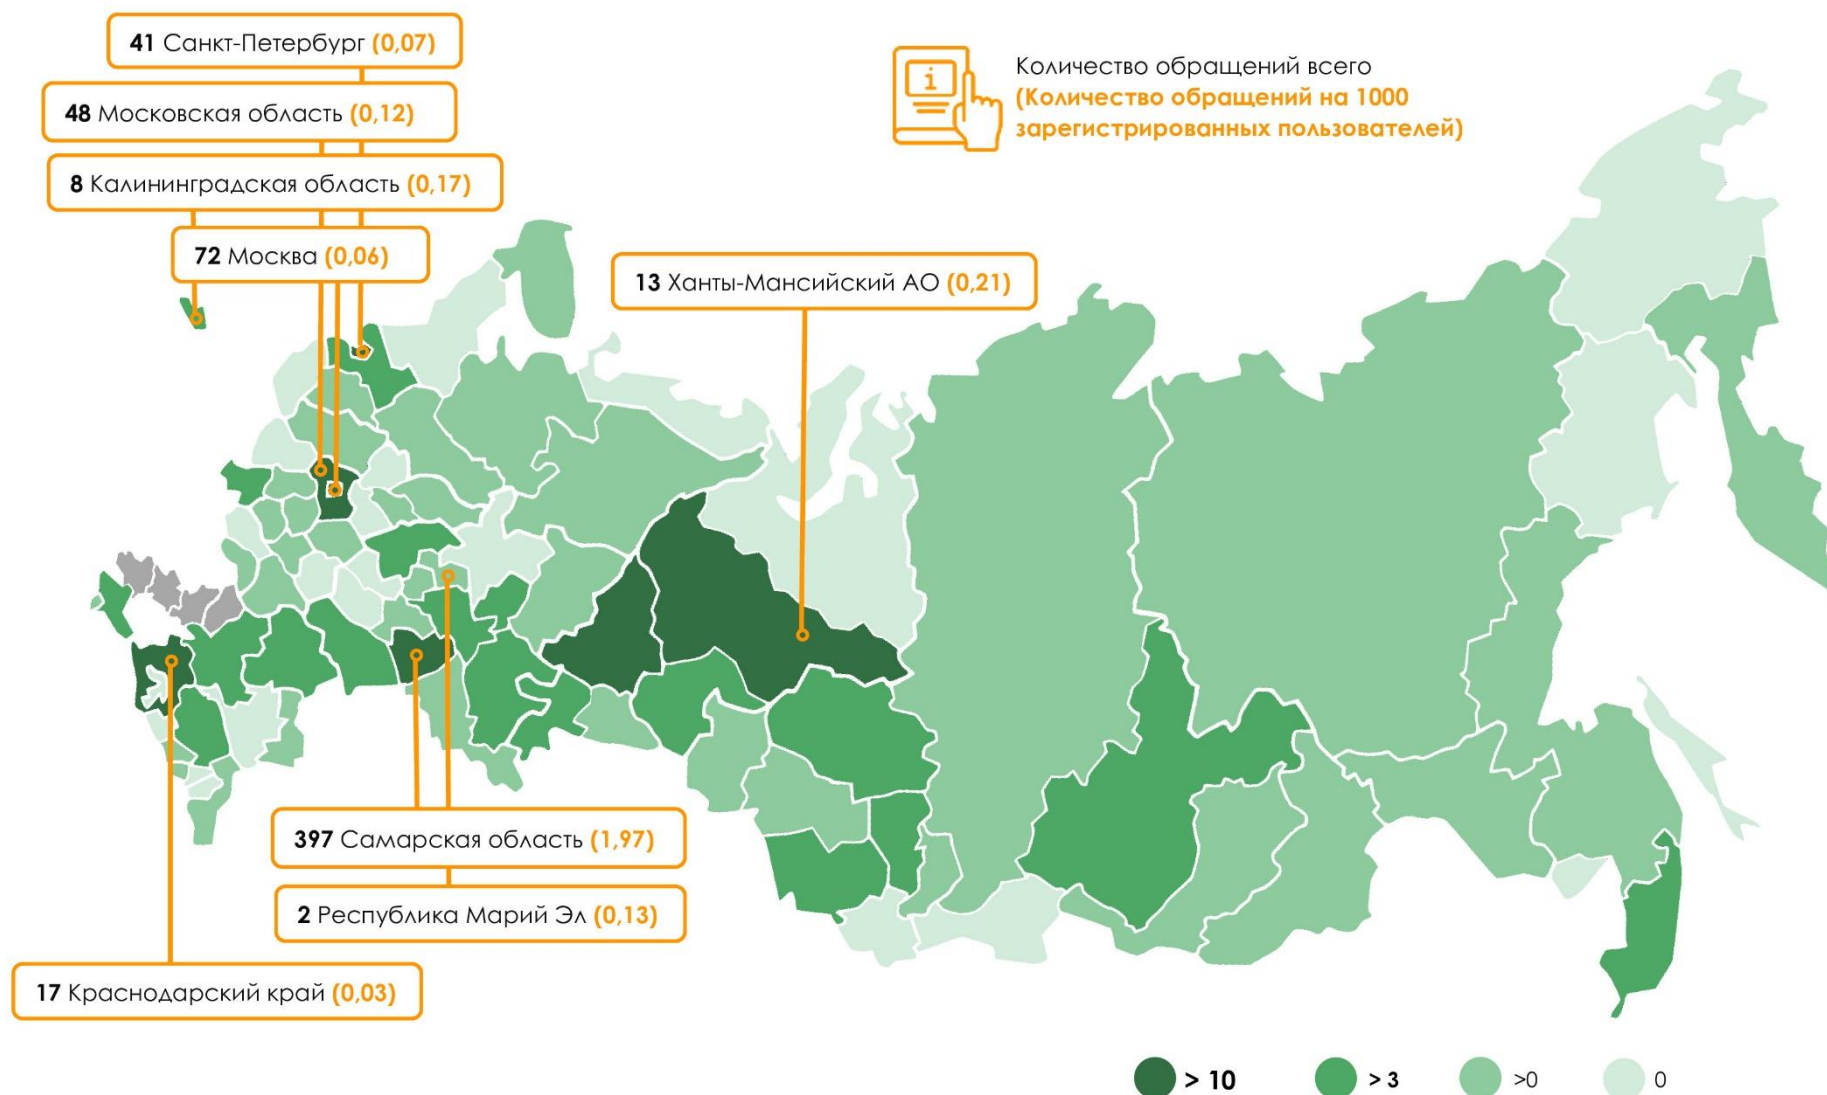 41 Санкт-Петербург (0,07)
48 Московская область (0,12)
8 Калининградская область (0,17)
72 Москва (0,06)
Количество обращений всего
(Количество обращений на 1000
зарегистрированных пользователей)
13 Ханты-Мансийский АО (0,21)
397 Самарская область (1,97)
2 Республика Марий Эл (0,13)
17 Краснодарский край (0,03)
> 10
> 3
>0
0